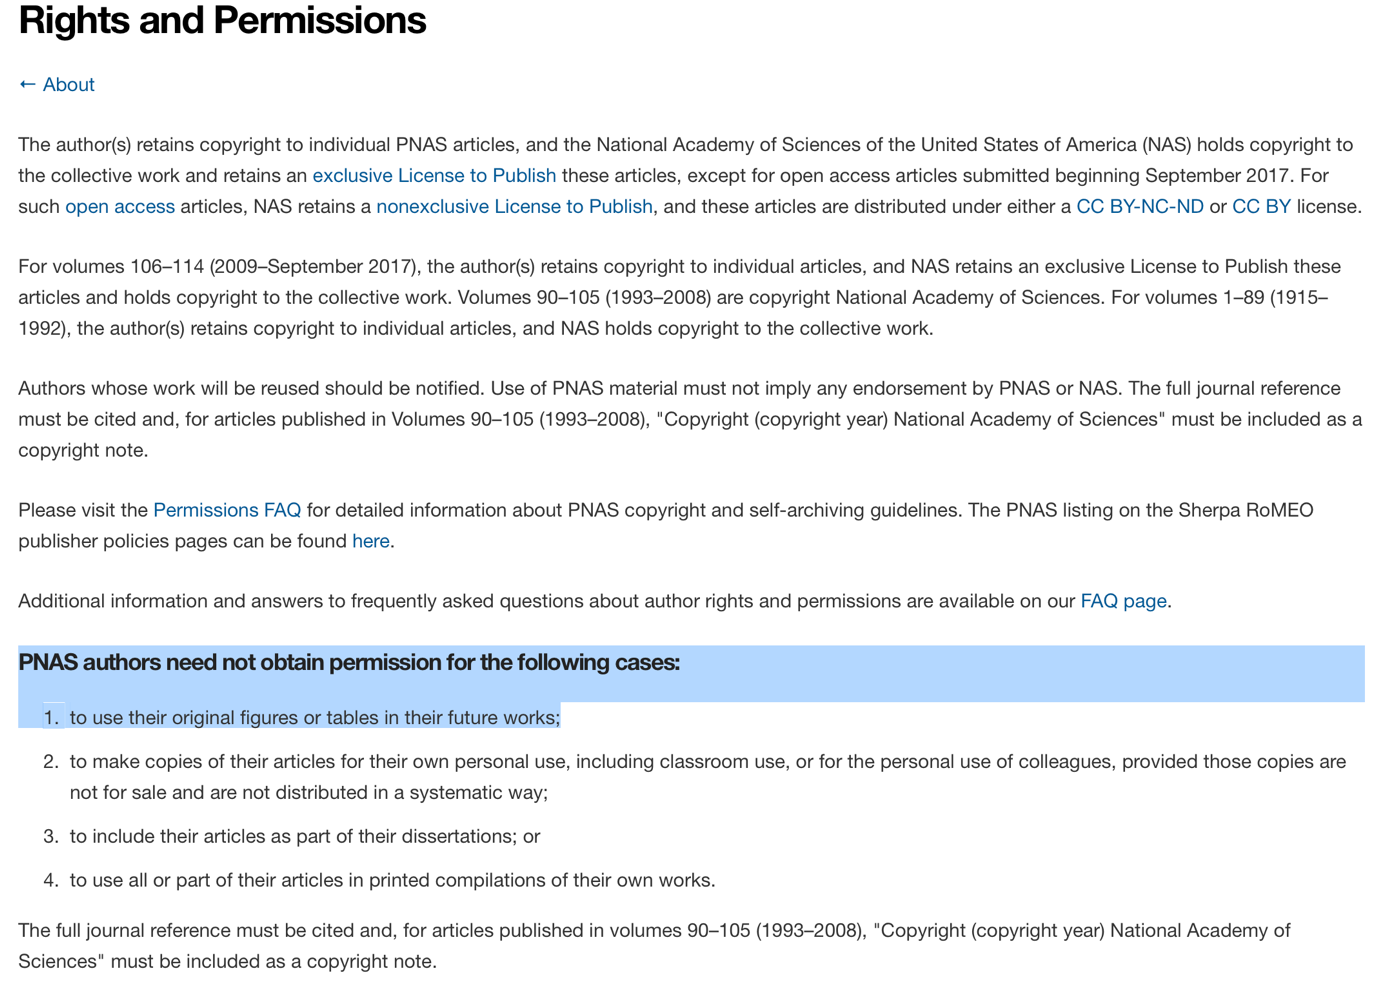 Rights and Permissions
← About
The author(s) retains copyright to individual PNAS articles, and the National Academy of Sciences of the United States of America (NAS) holds copyright to
the collective work and retains an exclusive License to Publish these articles, except for open access articles submitted beginning September 2017. For
such open access articles, NAS retains a nonexclusive License to Publish, and these articles are distributed under either a CC BY-NC-ND or CC BY license.
For volumes 106–114 (2009–September 2017), the author(s) retains copyright to individual articles, and NAS retains an exclusive License to Publish these
articles and holds copyright to the collective work. Volumes 90–105 (1993–2008) are copyright National Academy of Sciences. For volumes 1–89 (1915–
1992), the author(s) retains copyright to individual articles, and NAS holds copyright to the collective work.
Authors whose work will be reused should be notified. Use of PNAS material must not imply any endorsement by PNAS or NAS. The full journal reference
must be cited and, for articles published in Volumes 90–105 (1993–2008), "Copyright (copyright year) National Academy of Sciences" must be included as a
copyright note.
Please visit the Permissions FAQ for detailed information about PNAS copyright and self-archiving guidelines. The PNAS listing on the Sherpa RoMEO
publisher policies pages can be found here.
Additional information and answers to frequently asked questions about author rights and permissions are available on our FAQ page.
PNAS authors need not obtain permission for the following cases:
1. to use their original figures or tables in their future works;
2. to make copies of their articles for their own personal use, including classroom use, or for the personal use of colleagues, provided those copies are
not for sale and are not distributed in a systematic way;
3. to include their articles as part of their dissertations; or
4. to use all or part of their articles in printed compilations of their own works.
The full journal reference must be cited and, for articles published in volumes 90–105 (1993–2008), "Copyright (copyright year) National Academy of
Sciences" must be included as a copyright note.